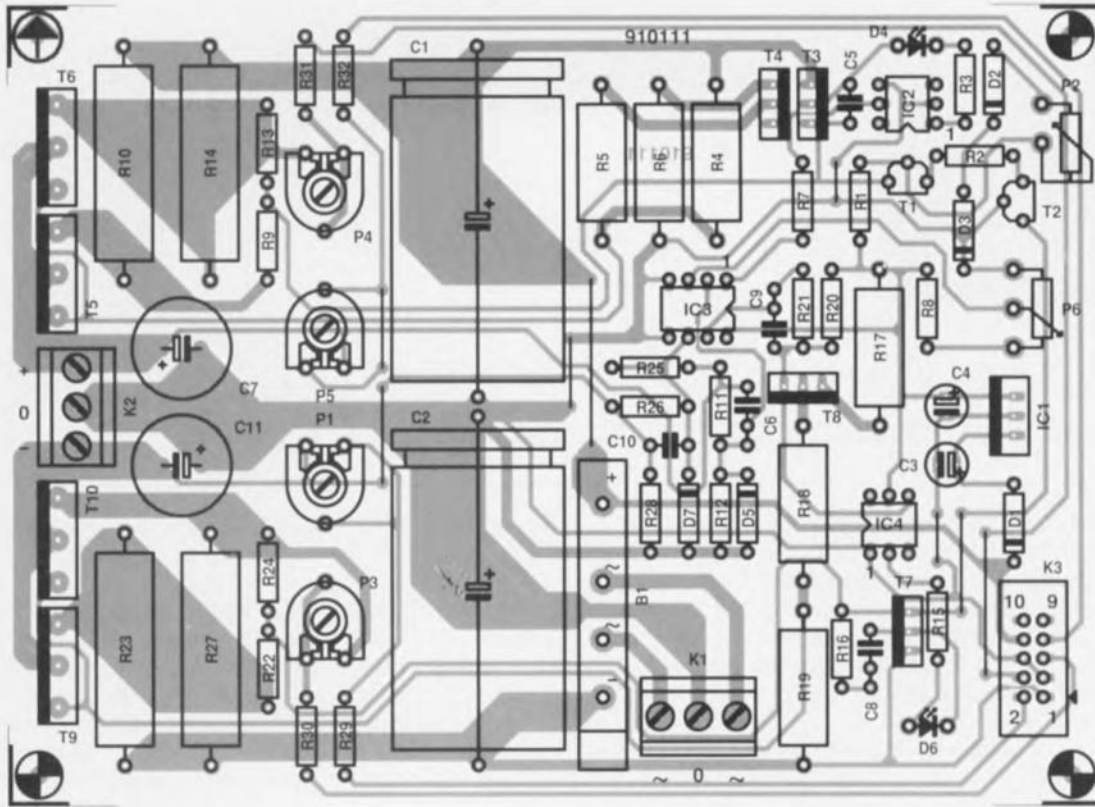 910111
C1
T4
T3
C5
D4
R3
D2
P2
T6
R31
R32
R10
R14
R13
R5
R6
R4
IC2
1
R2
R9
P4
R7
R1
T1
D3
T2
T5
1
IC3
C9
R21
R20
R17
R8
P6
+
0
-
K2
C7
P5
R25
R26
R11
C6
T8
C4
IC1
C11
P1
C2
C10
+
C3
T10
R28
D7
R12
D5
R18
IC4
1
D1
R24
P3
~
B1
~
-
T7
R15
K3
10 9
R23
R27
R22
R16
C8
K1
R19
2 1
T9
R30
R29
D6
~ 0 ~